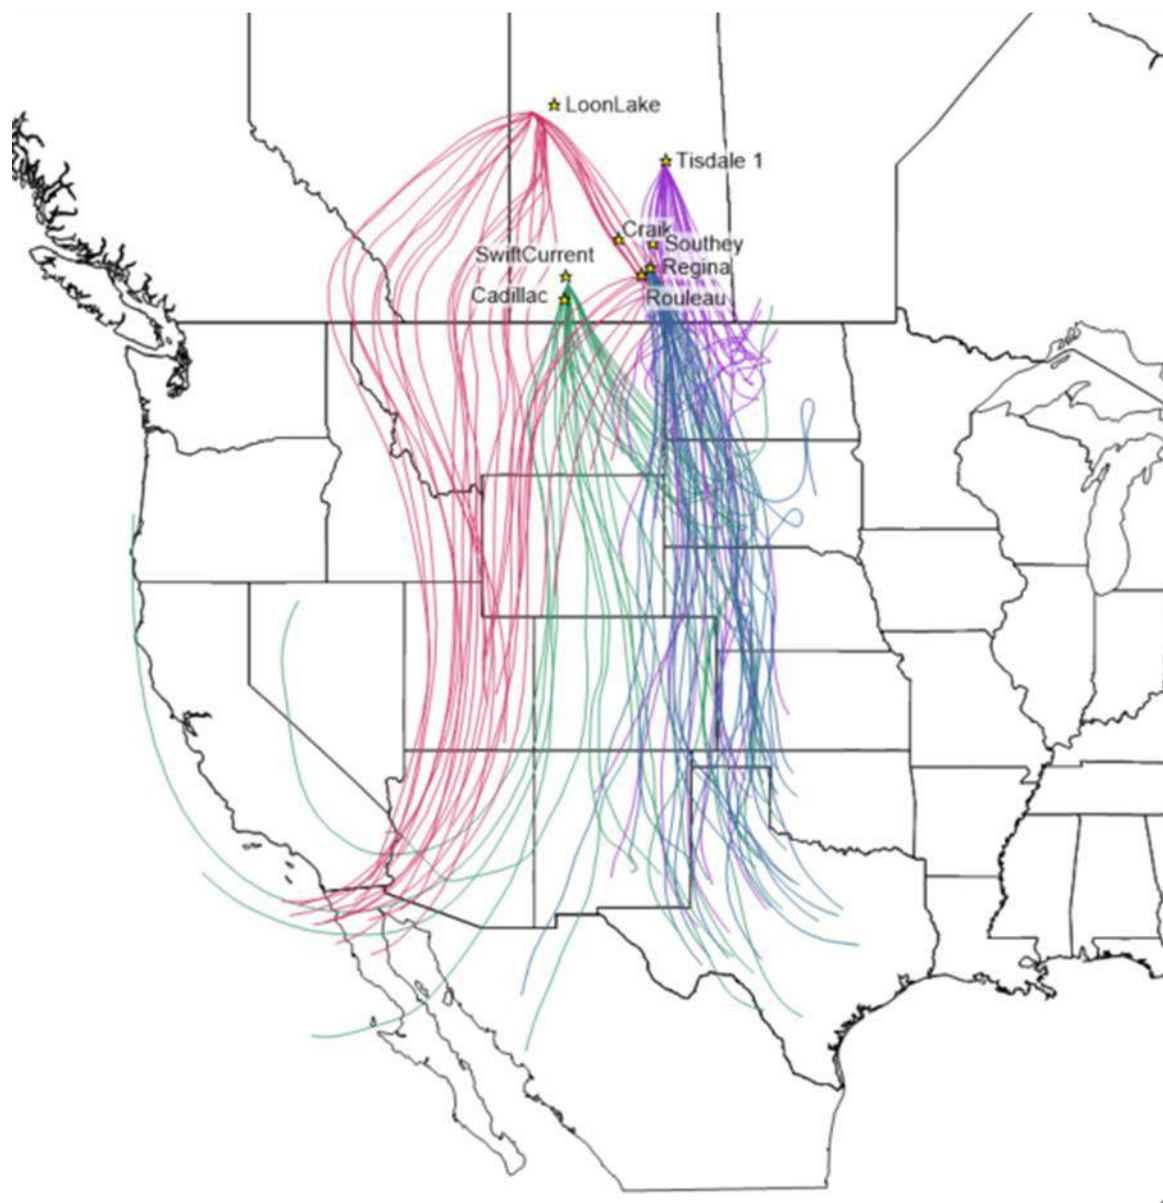 LoonLake
Tisdale 1
Craik
Southey
SwiftCurrent
Regina
Cadillac
Rouleau